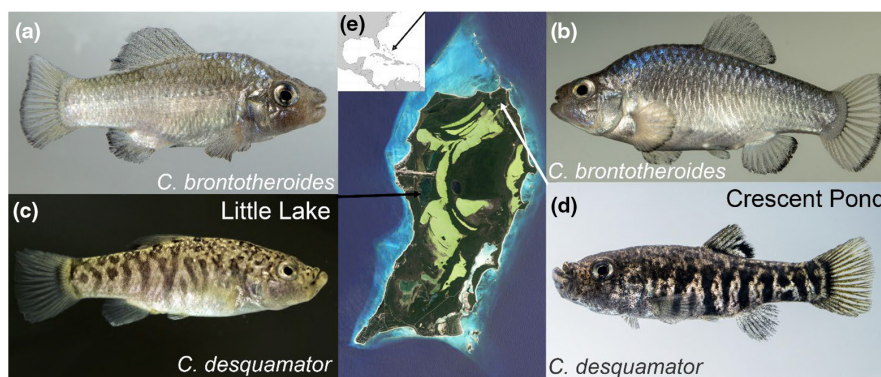 (a)
C. brontotheroides
(e)
(b)
C. brontotheroides
(c)
Little Lake
C. desquamator
Crescent Pond
(d)
C. desquamator